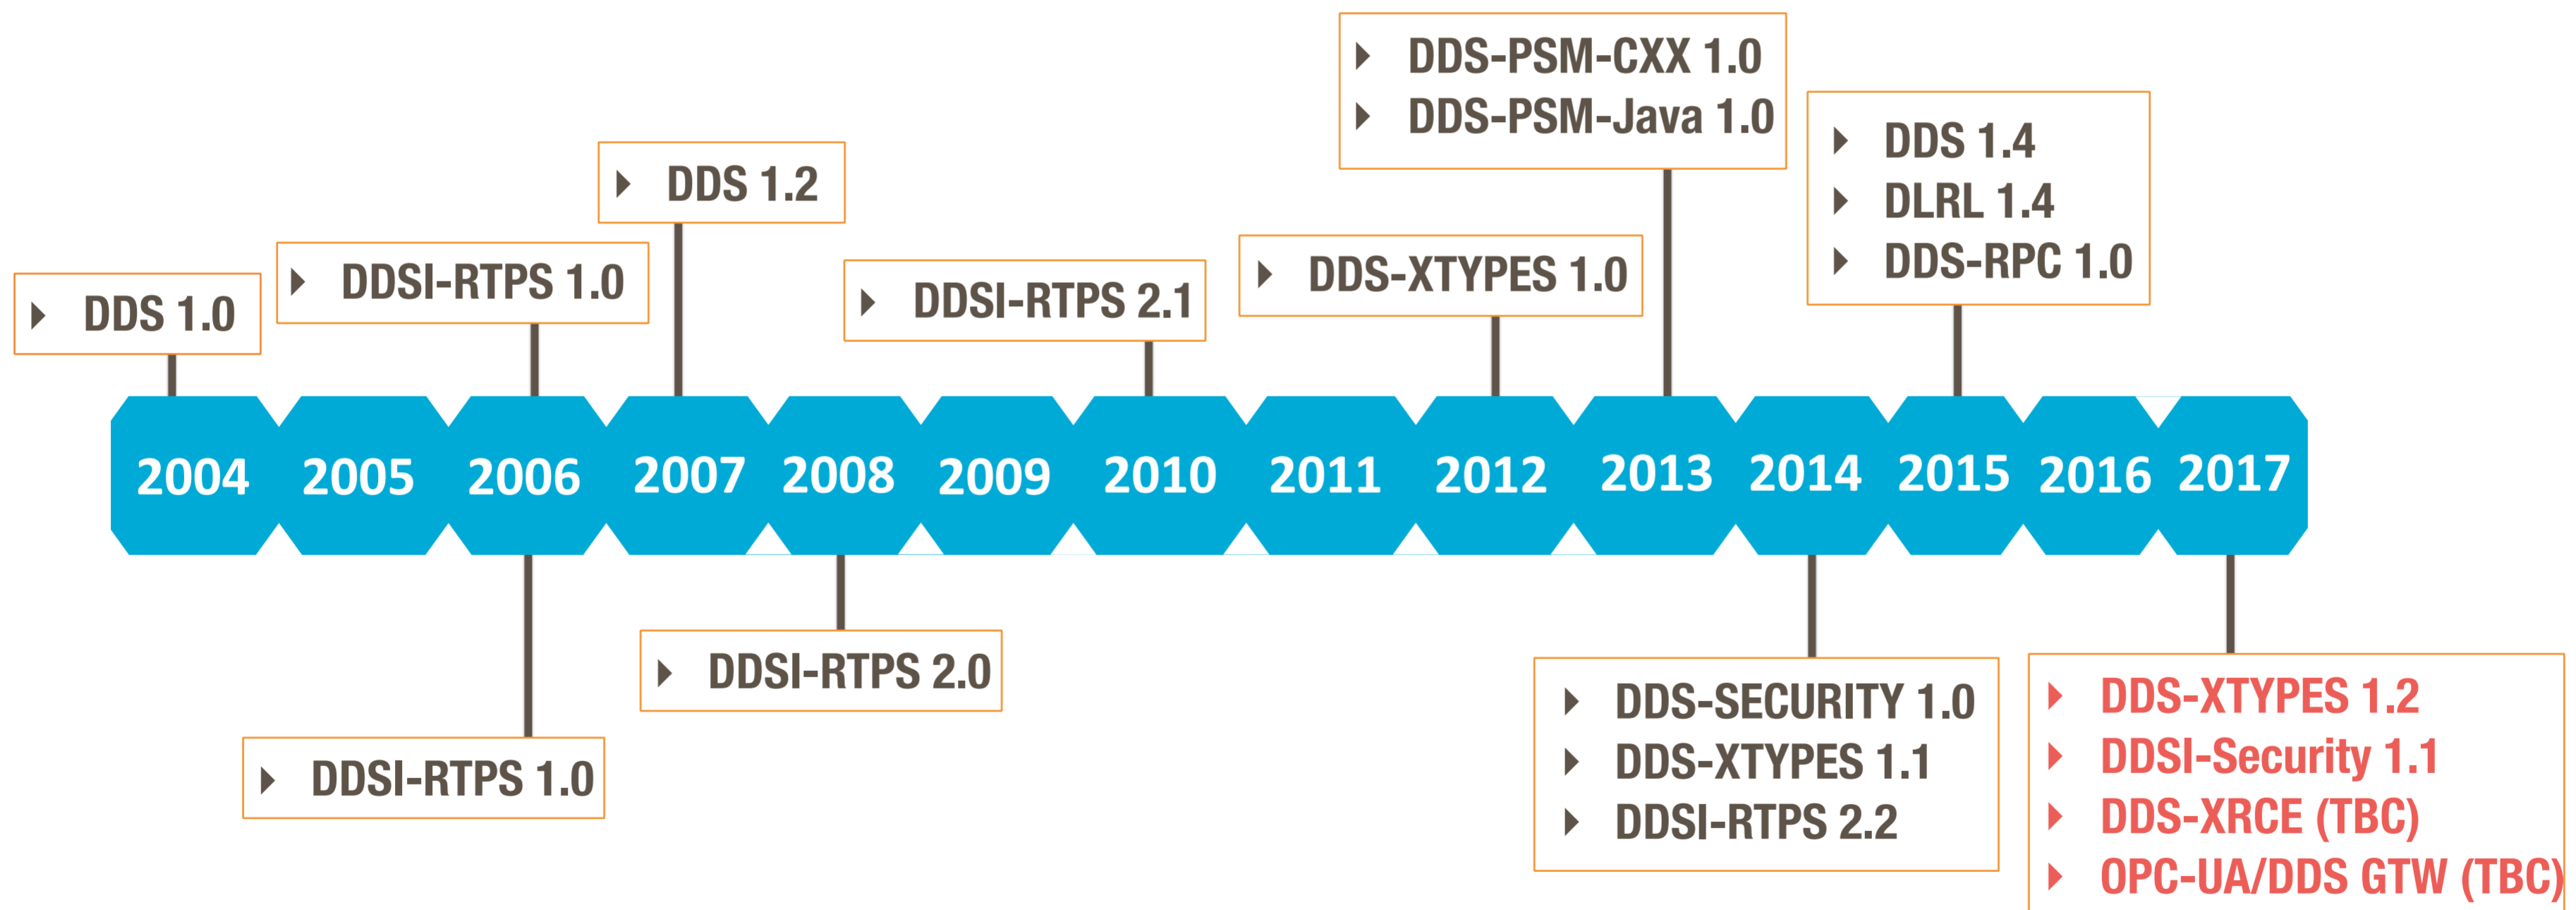 DDS-PSM-CXX 1.0
DDS-PSM-Java 1.0
DDS 1.4
DLRL 1.4
DDS-RPC 1.0
DDS 1.2
DDS-XTYPES 1.0
DDSI-RTPS 1.0
DDSI-RTPS 2.1
DDS 1.0
2004 2005 2006 2007 2008 2009 2010 2011 2012 2013 2014 2015 2016 2017
DDSI-RTPS 2.0
DDSI-RTPS 1.0
DDS-SECURITY 1.0
DDS-XTYPES 1.1
DDSI-RTPS 2.2
DDS-XTYPES 1.2
DDSI-Security 1.1
DDS-XRCE (TBC)
OPC-UA/DDS GTW (TBC)